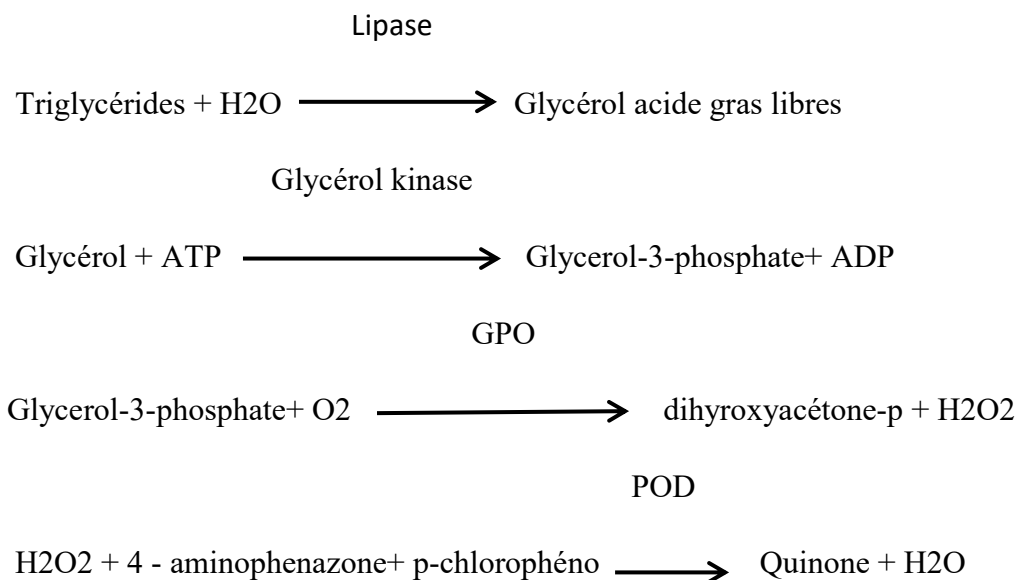 Lipase
Triglycérides + H2O Glycérol acide gras libres
Glycérol kinase
Glycérol + ATP Glycerol-3-phosphate+ ADP
GPO
Glycerol-3-phosphate+ O2 dihyroxyacétone-p + H2O2
POD
H2O2 + 4 - aminophenazone+ p-chlorophéno Quinone + H2O